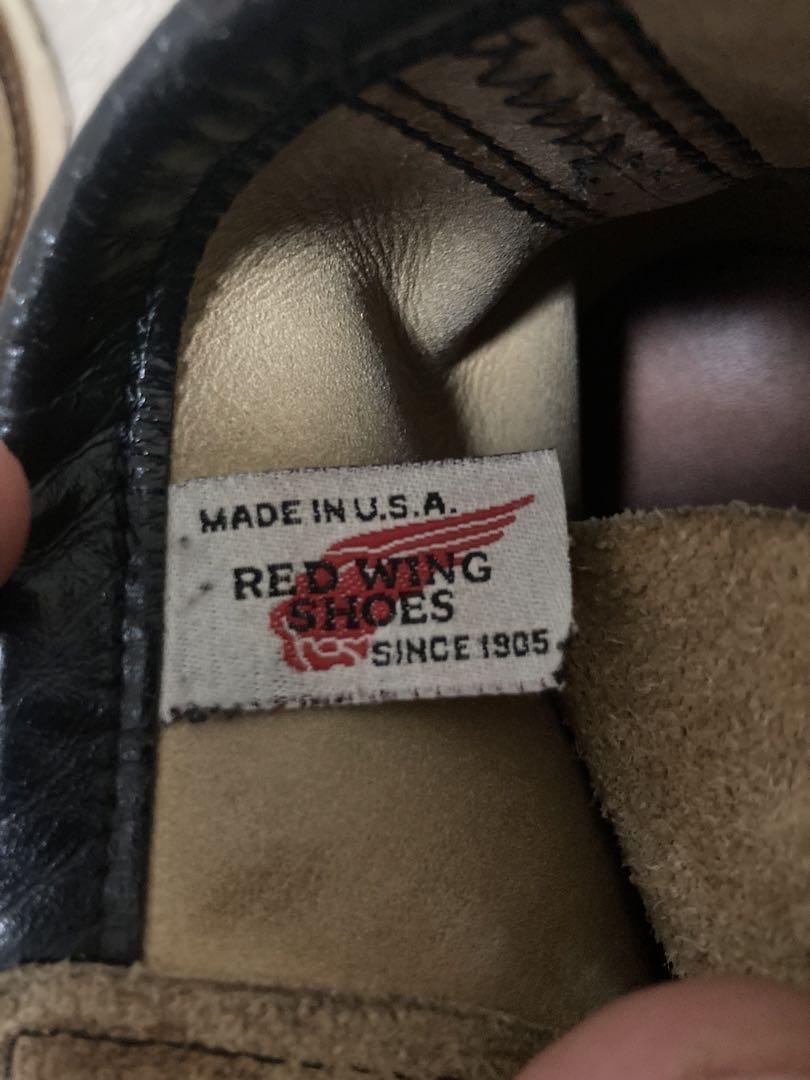 MADE IN U.S.A.
RED WING
SHOES
SINCE 1905